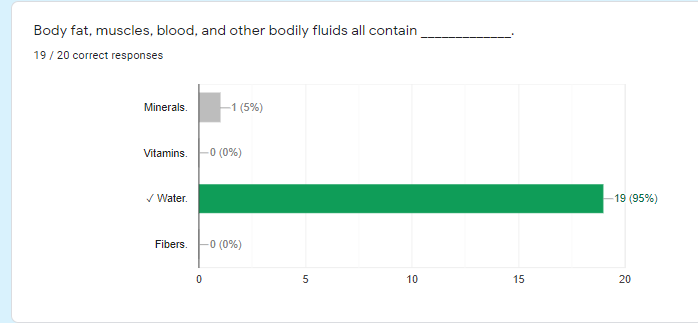 Body fat, muscles, blood, and other bodily fluids all contain _____________.
19 / 20 correct responses
Minerals. 1 (5%)
Vitamins. 0 (0%)
✓ Water. 19 (95%)
Fibers. 0 (0%)
0 5 10 15 20